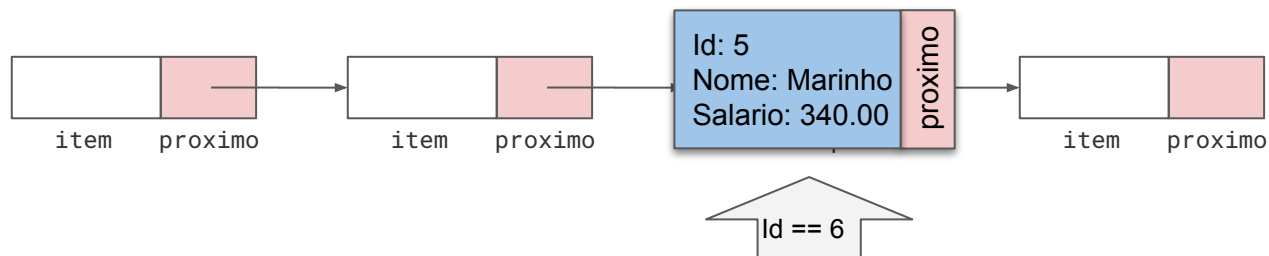 Id: 5
Nome: Marinho
Salario: 340.00
proximo
item proximo
item proximo
item proximo
Id == 6